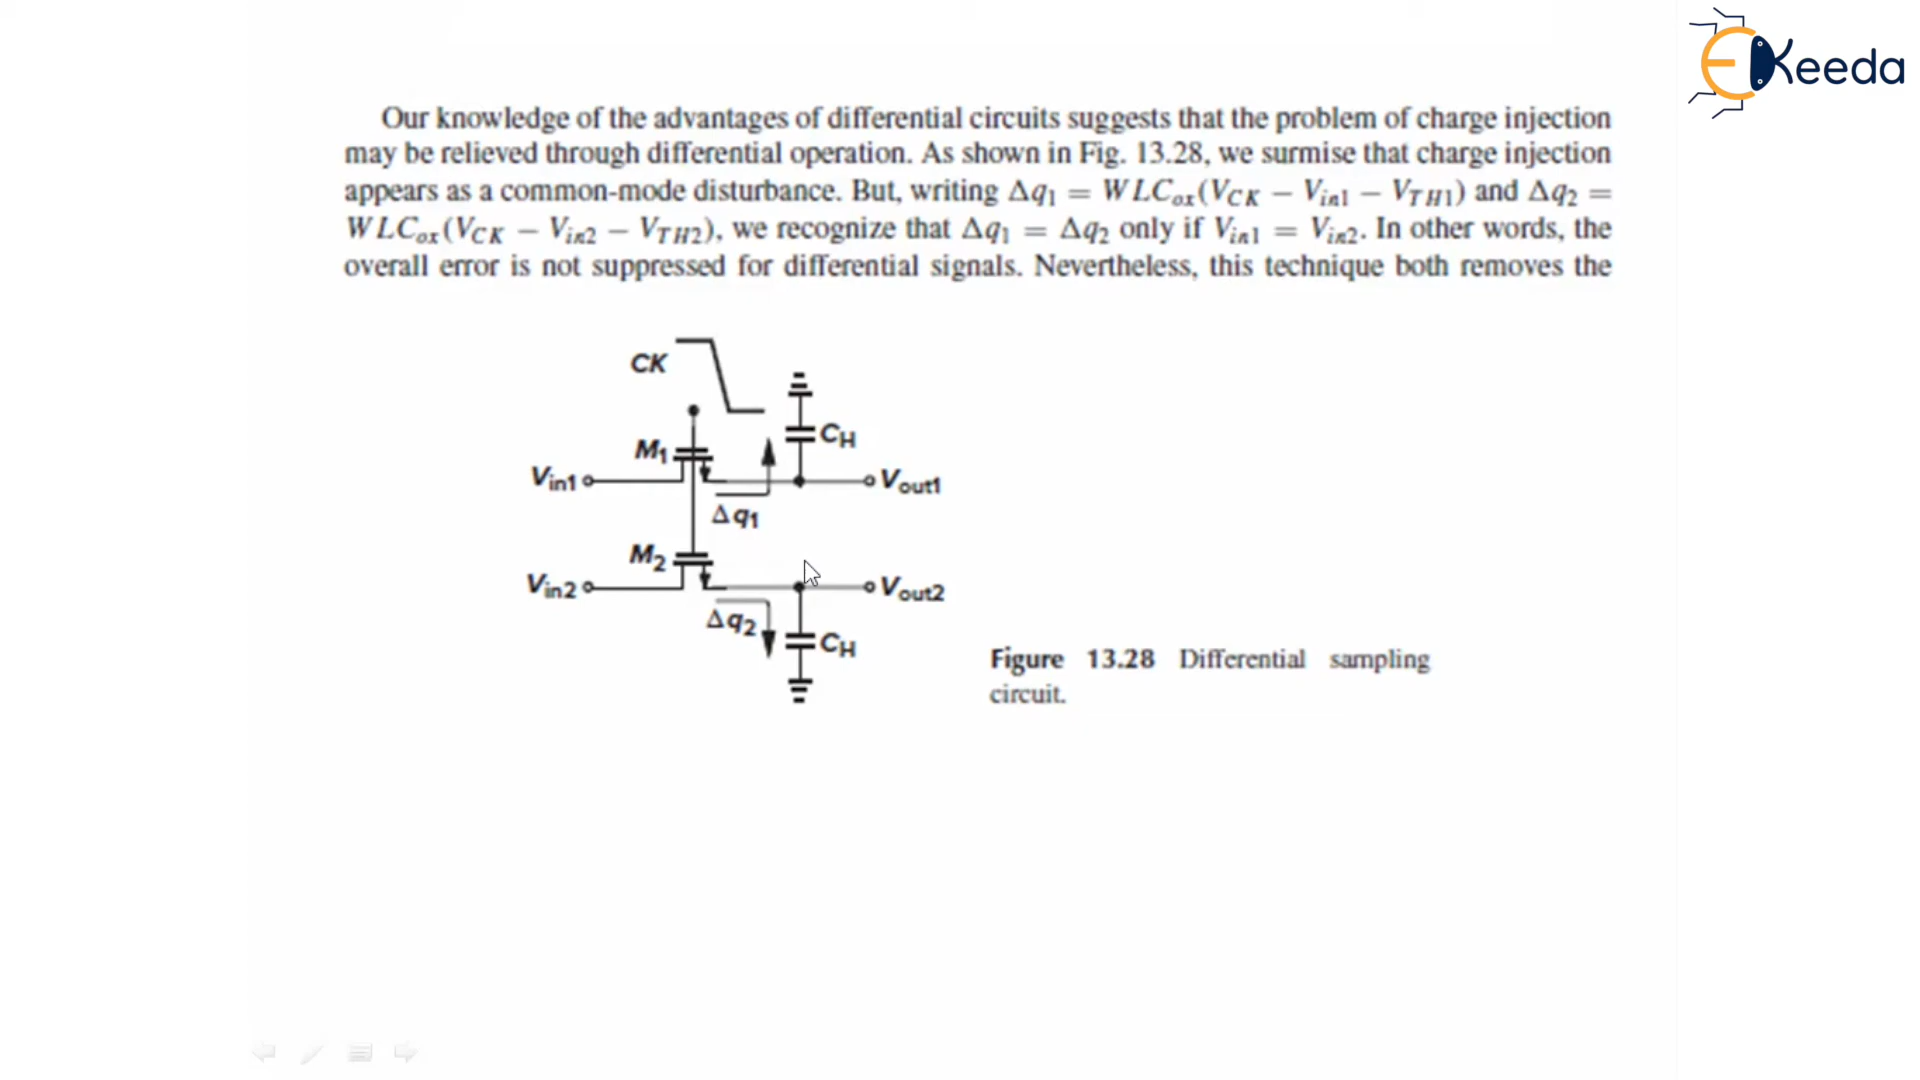 EKeeda
Our knowledge of the advantages of differential circuits suggests that the problem of charge injection
may be relieved through differential operation. As shown in Fig. 13.28, we surmise that charge injection
appears as a common-mode disturbance. But, writing Δq1 = WLCox(VCK − Vin1 − VTH1) and Δq2 =
WLCox(VCK − Vin2 − VTH2), we recognize that Δq1 = Δq2 only if Vin1 = Vin2. In other words, the
overall error is not suppressed for differential signals. Nevertheless, this technique both removes the
CK
CH
M1
Vin1
Vout1
Δq1
M2
Vin2
Vout2
Δq2
CH
Figure 13.28 Differential sampling
circuit.